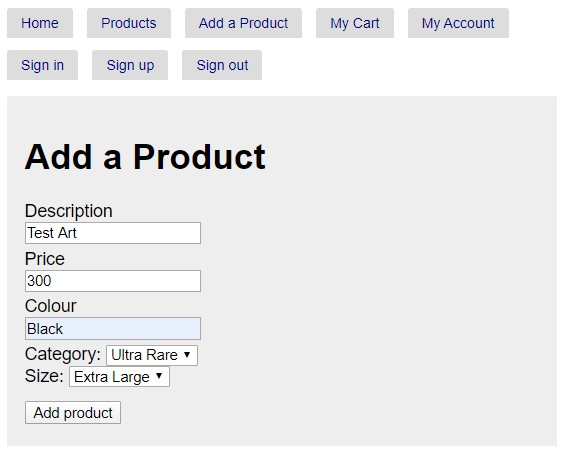 Home Products Add a Product My Cart My Account
Sign in Sign up Sign out
Add a Product
Description
Test Art
Price
300
Colour
Black
Category: Ultra Rare
Size: Extra Large
Add product